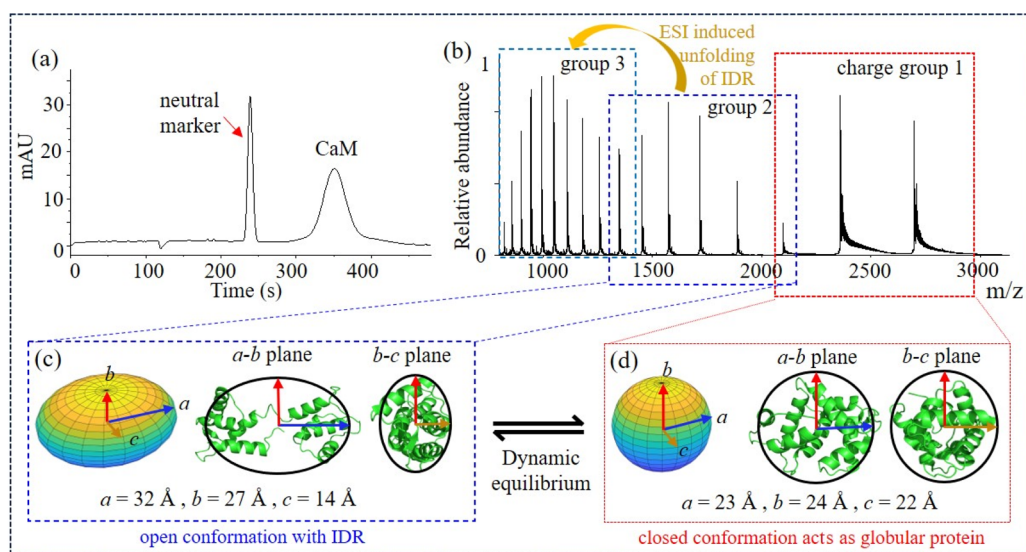 (a)
mAU
30
20
10
0
neutral
marker
CaM
0
100
200
300
400
Time (s)
(b)
Relative abundance
1
0
ESI induced
unfolding
of IDR
group 3
group 2
charge group 1
1000
1500
2000
2500
3000
m/z
(c)
b
a
c
a-b plane
b-c plane
a = 32 Å , b = 27 Å , c = 14 Å
open conformation with IDR
Dynamic
equilibrium
(d)
b
a
c
a-b plane
b-c plane
a = 23 Å , b = 24 Å , c = 22 Å
closed conformation acts as globular protein